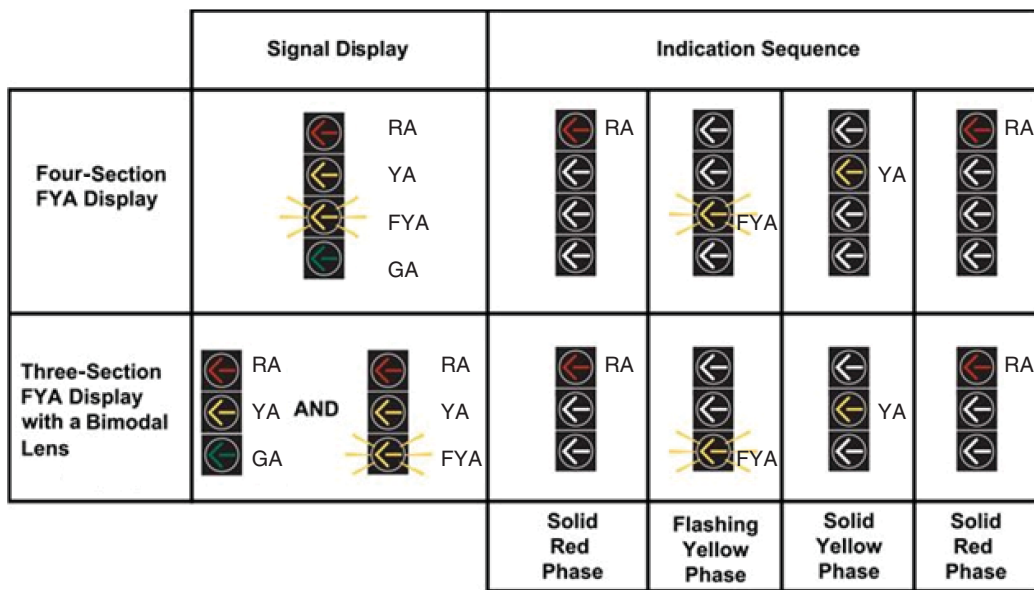 Signal Display
Indication Sequence
Four-Section
FYA Display
RA
YA
FYA
GA
RA
FYA
YA
RA
Three-Section
FYA Display
with a Bimodal
Lens
RA
YA
GA
AND
RA
YA
FYA
RA
FYA
YA
RA
Solid
Red
Phase
Flashing
Yellow
Phase
Solid
Yellow
Phase
Solid
Red
Phase